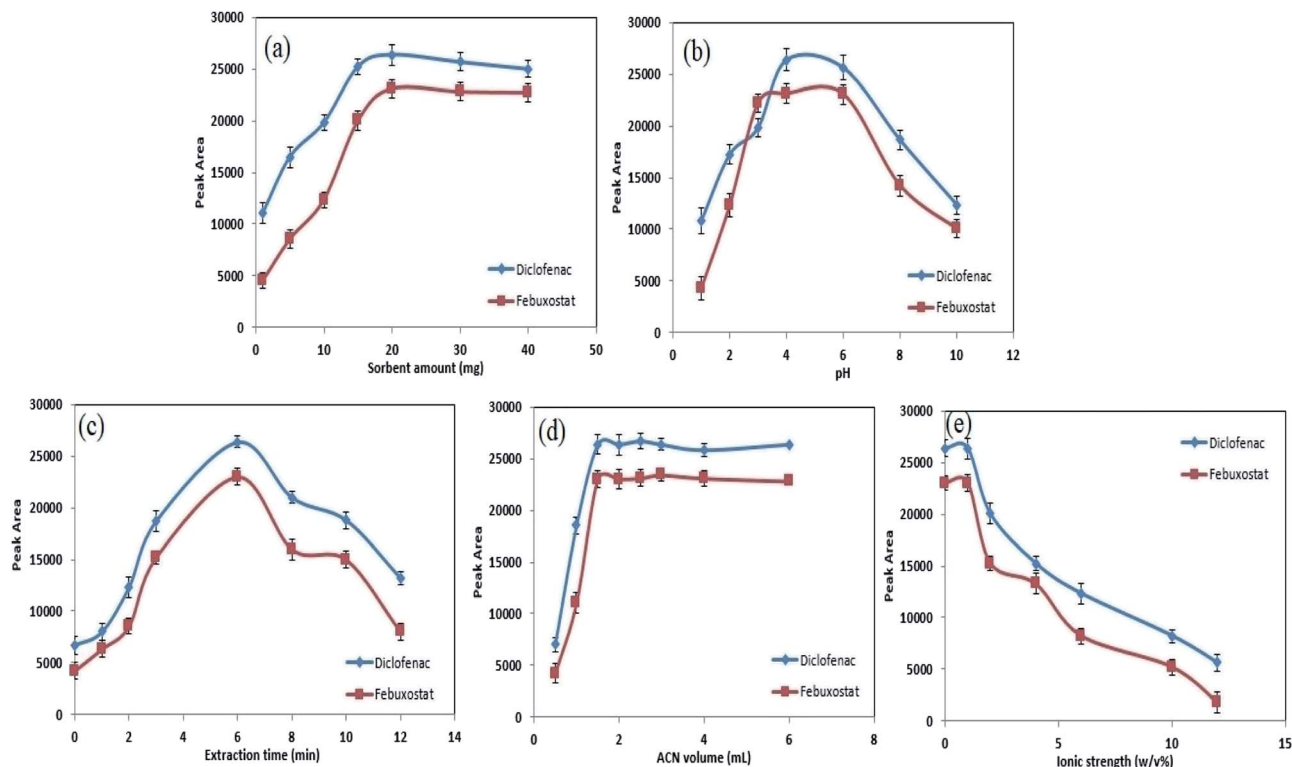 (a)
30000
25000
20000
15000
10000
5000
0
Peak Area
Diclofenac
Febuxostat
0 10 20 30 40 50
Sorbent amount (mg)
(b)
30000
25000
20000
15000
10000
5000
0
Peak Area
Diclofenac
Febuxostat
0 2 4 6 8 10 12
pH
(c)
30000
25000
20000
15000
10000
5000
0
Peak Area
Diclofenac
Febuxostat
0 2 4 6 8 10 12 14
Extraction time (min)
(d)
30000
25000
20000
15000
10000
5000
0
Peak Area
Diclofenac
Febuxostat
0 2 4 6 8
ACN volume (mL)
(e)
30000
25000
20000
15000
10000
5000
0
Peak Area
Diclofenac
Febuxostat
0 5 10 15
Ionic strength (w/v%)